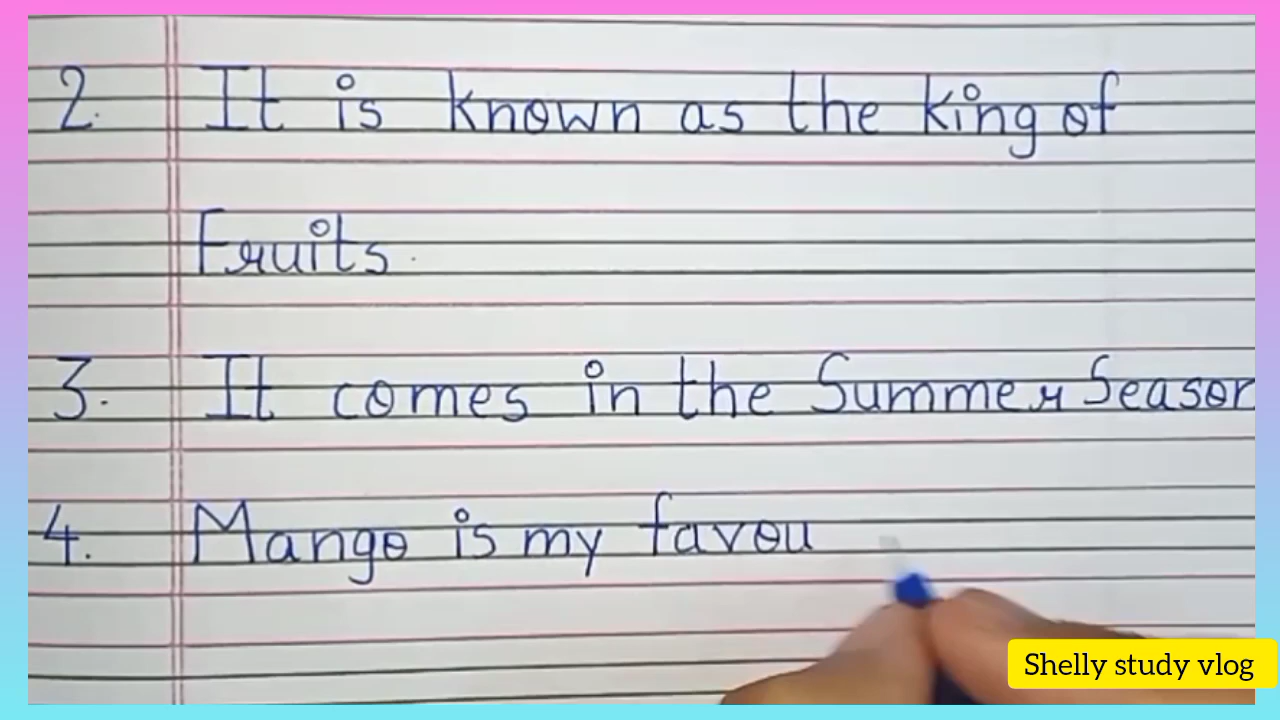 2. It is known as the King of
Fruits.
3. It comes in the Summer Season
4. Mango is my favou
Shelly study vlog